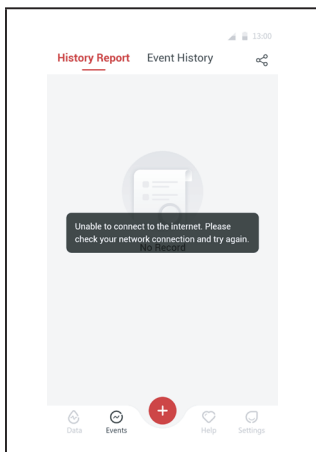 13:00
History Report Event History
Unable to connect to the internet. Please
check your network connection and try again.
No Record
Data Events Help Settings